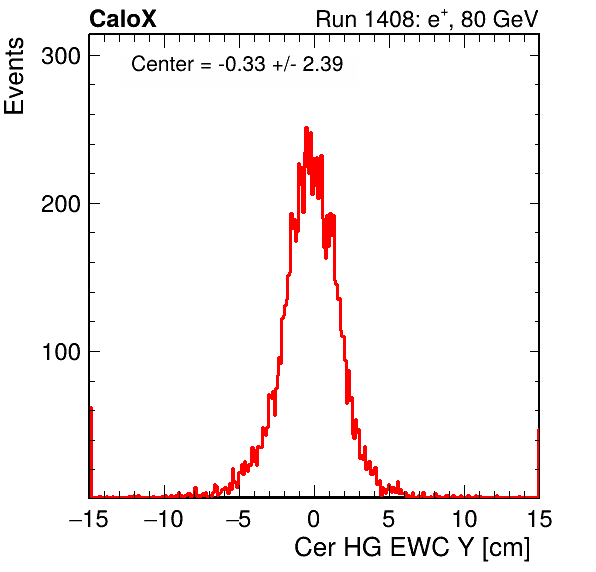 CaloX Run 1408: e⁺, 80 GeV
Center = -0.33 +/- 2.39
Events
300
200
100
−15 −10 −5 0 5 10 15
Cer HG EWC Y [cm]